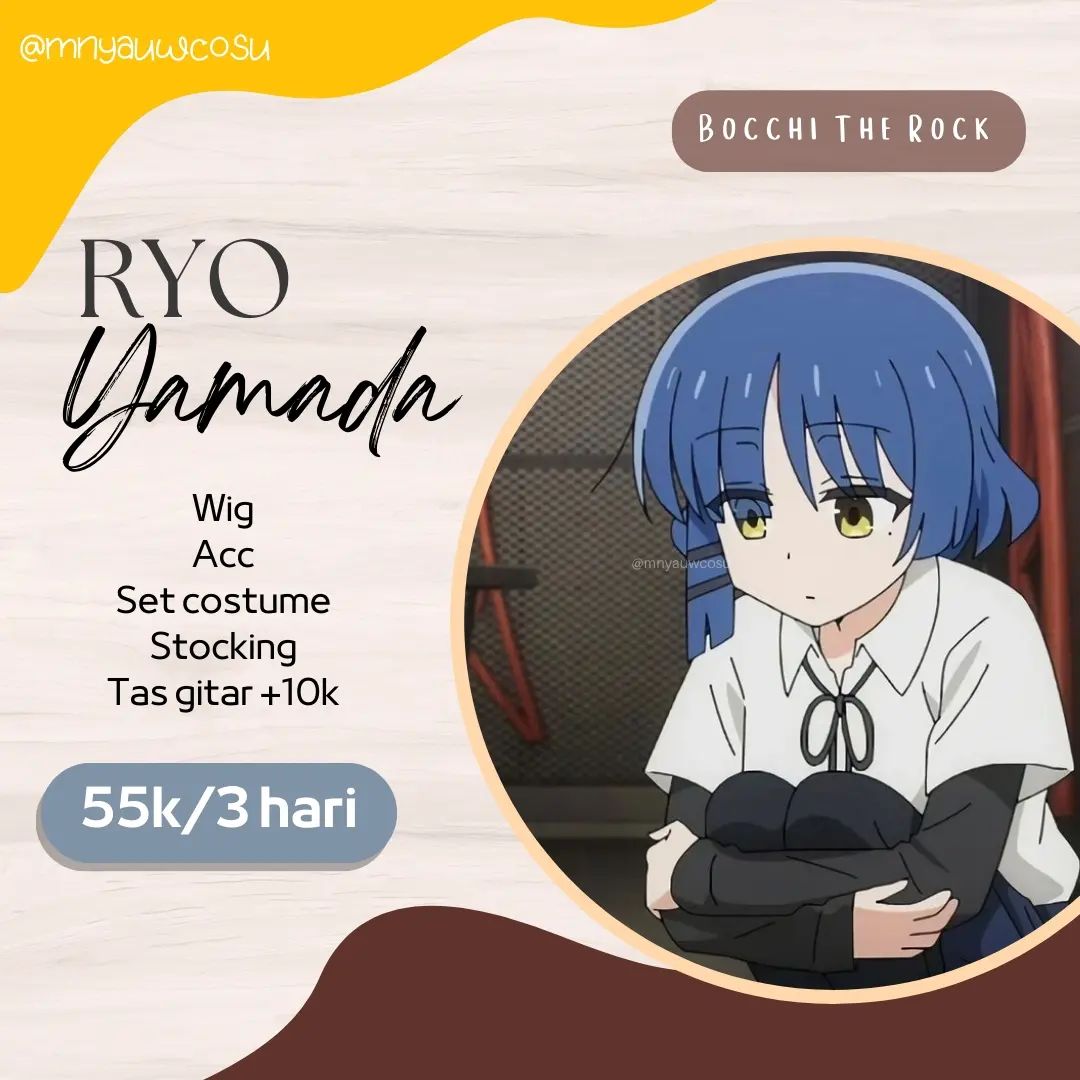 @mnyauwcosu
BOCCHI THE ROCK
RYO
Yamada
Wig
Acc
Set costume
Stocking
Tas gitar +10k
55k/3 hari
@mnyauwcosu